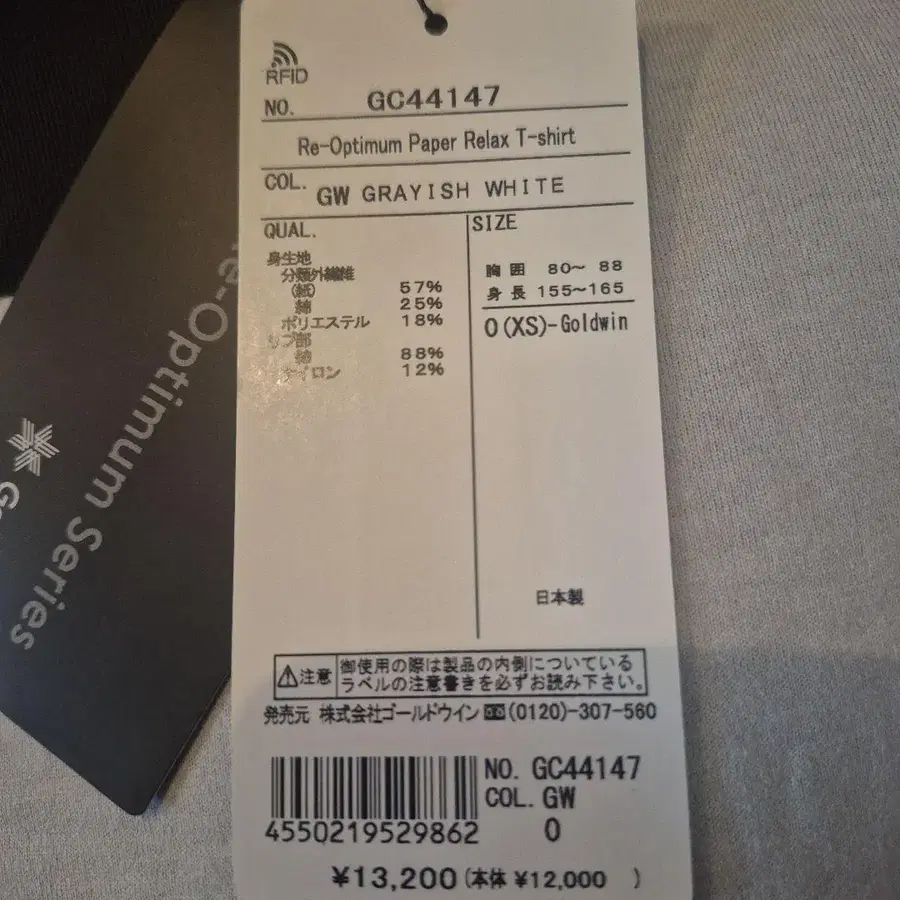 RFID
NO. GC44147
Re-Optimum Paper Relax T-shirt
COL. GW GRAYISH WHITE
QUAL.
身生地
分類外繊維
(紙) 57%
綿 25%
ポリエステル 18%
リブ部
綿 88%
ナイロン 12%
SIZE
胸囲 80~ 88
身長 155~165
0(XS)-Goldwin
日本製
⚠注意 御使用の際は製品の内側についている
ラベルの注意書きを必ずお読み下さい。
発売元 株式会社ゴールドウイン (0120)-307-560
4550219529862
NO. GC44147
COL. GW
0
¥13,200 (本体 ¥12,000 )
Re-Optimum Series